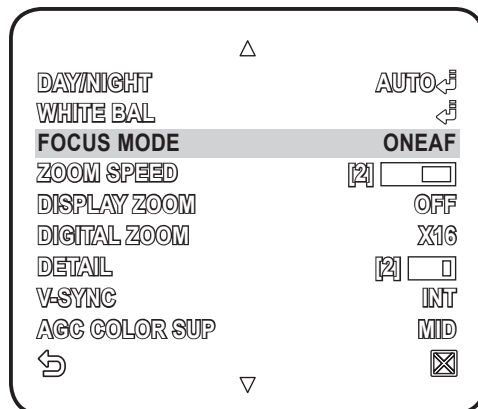 DAY/NIGHT AUTO
WHITE BAL
FOCUS MODE ONEAF
ZOOM SPEED [2]
DISPLAY ZOOM OFF
DIGITAL ZOOM X16
DETAIL [2]
V-SYNC INT
AGC COLOR SUP MID